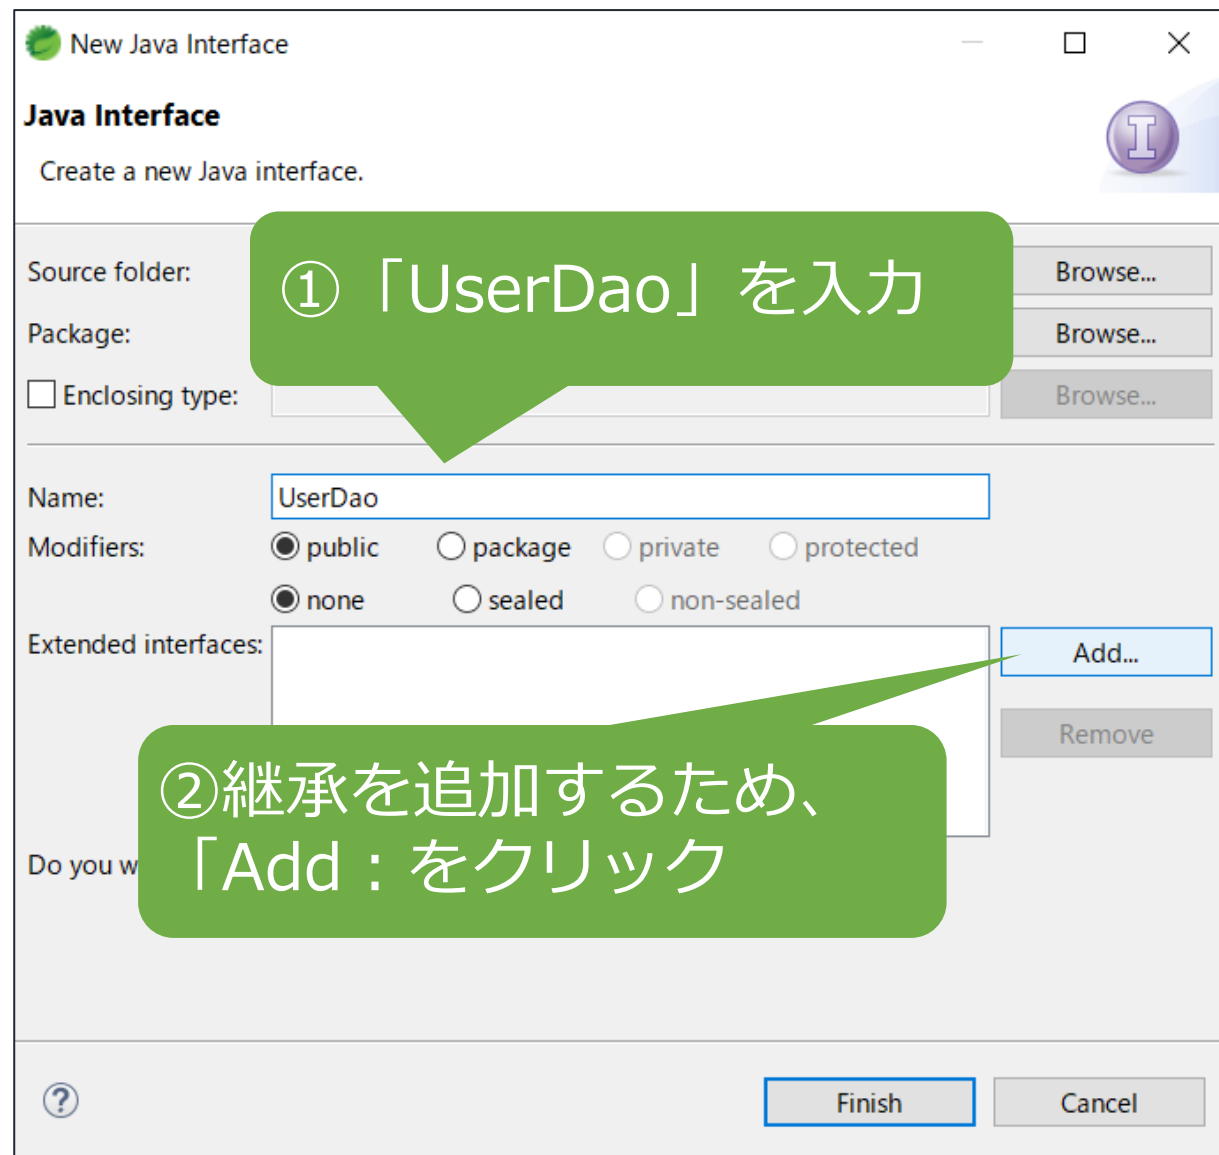 New Java Interface
Java Interface
Create a new Java interface.
Source folder:
①「UserDao」を入力
Browse...
Package:
Browse...
Enclosing type:
Browse...
Name:
UserDao
Modifiers:
public
package
private
protected
none
sealed
non-sealed
Extended interfaces:
Add...
Remove
②継承を追加するため、
「Add：をクリック
Do you w
Finish
Cancel